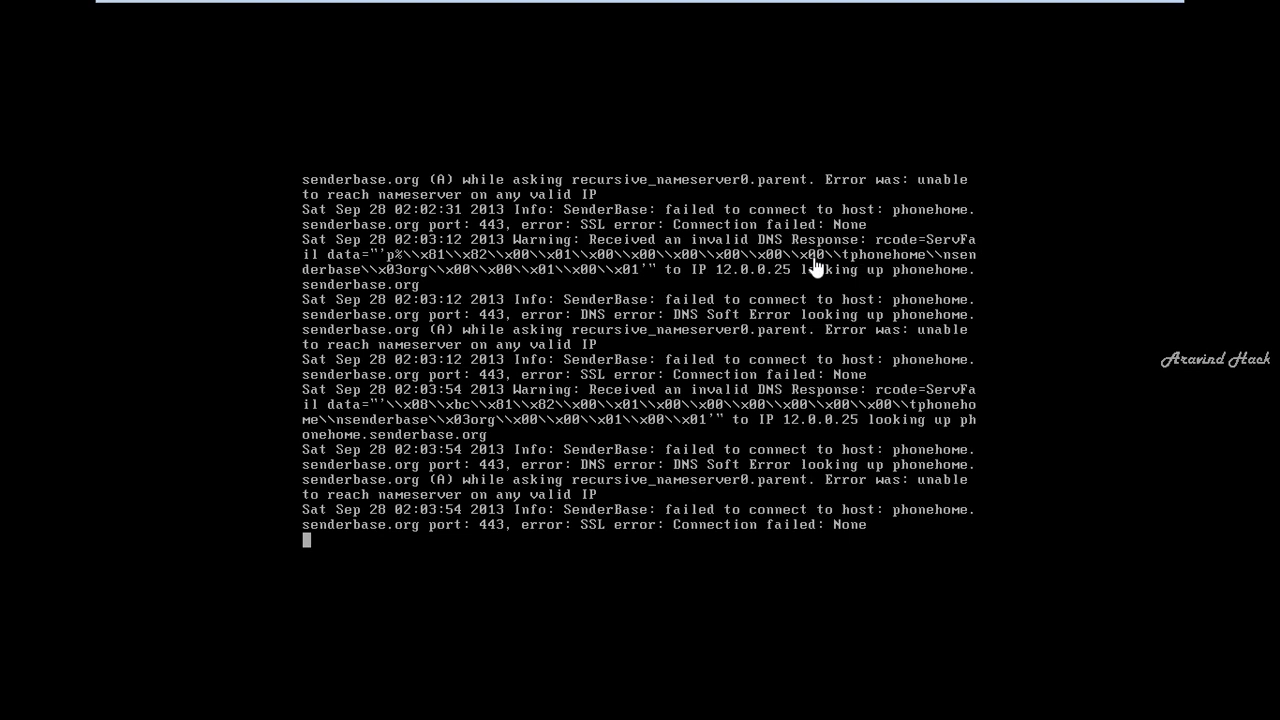 senderbase.org (A) while asking recursive_nameserver0.parent. Error was: unable
to reach nameserver on any valid IP
Sat Sep 28 02:02:31 2013 Info: SenderBase: failed to connect to host: phonehome.
senderbase.org port: 443, error: SSL error: Connection failed: None
Sat Sep 28 02:03:12 2013 Warning: Received an invalid DNS Response: rcode=ServFa
il data="'p%\\x81\\x82\\x00\\x01\\x00\\x00\\x00\\x00\\x00\\x00\\tphonehome\\nsen
derbase\\x03org\\x00\\x00\\x01\\x00\\x01'" to IP 12.0.0.25 looking up phonehome.
senderbase.org
Sat Sep 28 02:03:12 2013 Info: SenderBase: failed to connect to host: phonehome.
senderbase.org port: 443, error: DNS error: DNS Soft Error looking up phonehome.
senderbase.org (A) while asking recursive_nameserver0.parent. Error was: unable
to reach nameserver on any valid IP
Sat Sep 28 02:03:12 2013 Info: SenderBase: failed to connect to host: phonehome.
senderbase.org port: 443, error: SSL error: Connection failed: None
Sat Sep 28 02:03:54 2013 Warning: Received an invalid DNS Response: rcode=ServFa
il data="'\\x08\\xbc\\x81\\x82\\x00\\x01\\x00\\x00\\x00\\x00\\x00\\x00\\tphoneho
me\\nsenderbase\\x03org\\x00\\x00\\x01\\x00\\x01'" to IP 12.0.0.25 looking up ph
onehome.senderbase.org
Sat Sep 28 02:03:54 2013 Info: SenderBase: failed to connect to host: phonehome.
senderbase.org port: 443, error: DNS error: DNS Soft Error looking up phonehome.
senderbase.org (A) while asking recursive_nameserver0.parent. Error was: unable
to reach nameserver on any valid IP
Sat Sep 28 02:03:54 2013 Info: SenderBase: failed to connect to host: phonehome.
senderbase.org port: 443, error: SSL error: Connection failed: None
Aravind Hack